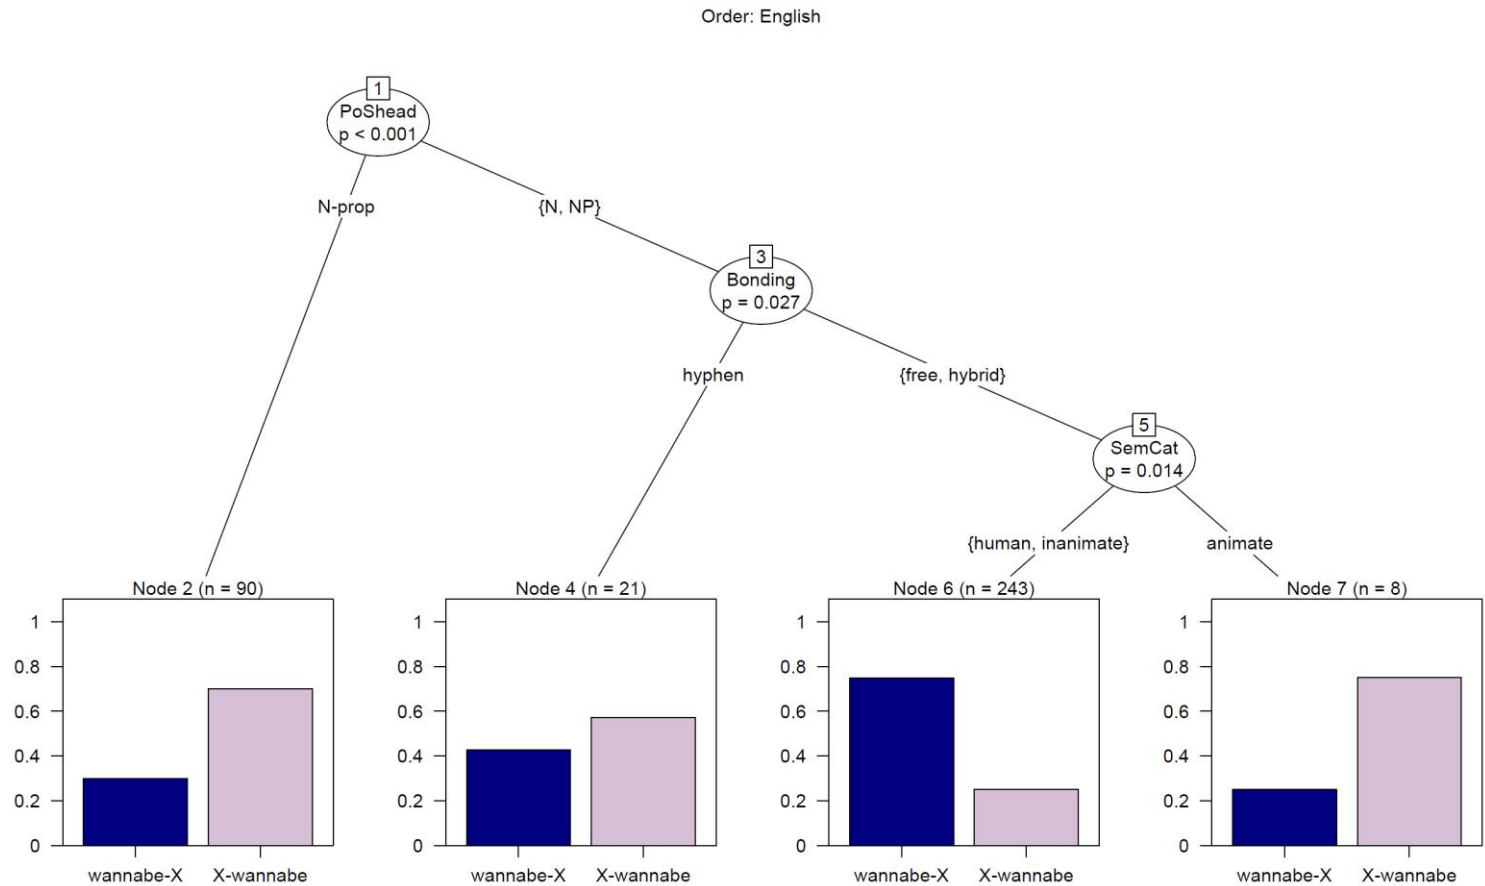 Order: English
1
PoShead
p < 0.001
N-prop
{N, NP}
3
Bonding
p = 0.027
hyphen
{free, hybrid}
5
SemCat
p = 0.014
{human, inanimate}
animate
Node 2 (n = 90)
1
0.8
0.6
0.4
0.2
0
wannabe-X
X-wannabe
Node 4 (n = 21)
1
0.8
0.6
0.4
0.2
0
wannabe-X
X-wannabe
Node 6 (n = 243)
1
0.8
0.6
0.4
0.2
0
wannabe-X
X-wannabe
Node 7 (n = 8)
1
0.8
0.6
0.4
0.2
0
wannabe-X
X-wannabe